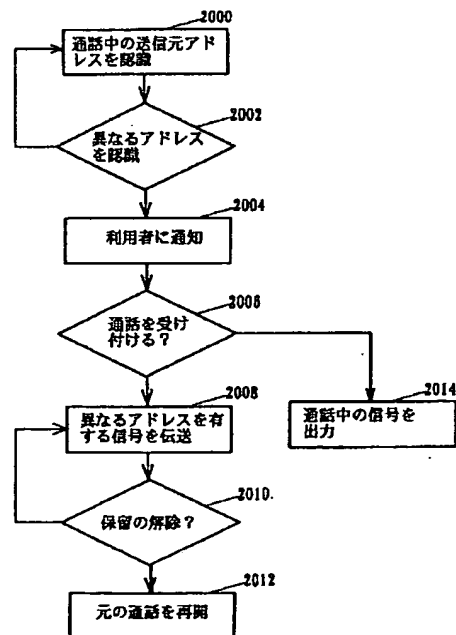 2000
通話中の送信元アド
レスを認識
2002
異なるアドレス
を認識
2004
利用者に通知
2006
通話を受け
付ける？
2008
異なるアドレスを有
する信号を伝送
2014
通話中の信号を
出力
2010.
保留の解除？
2012
元の通話を再開